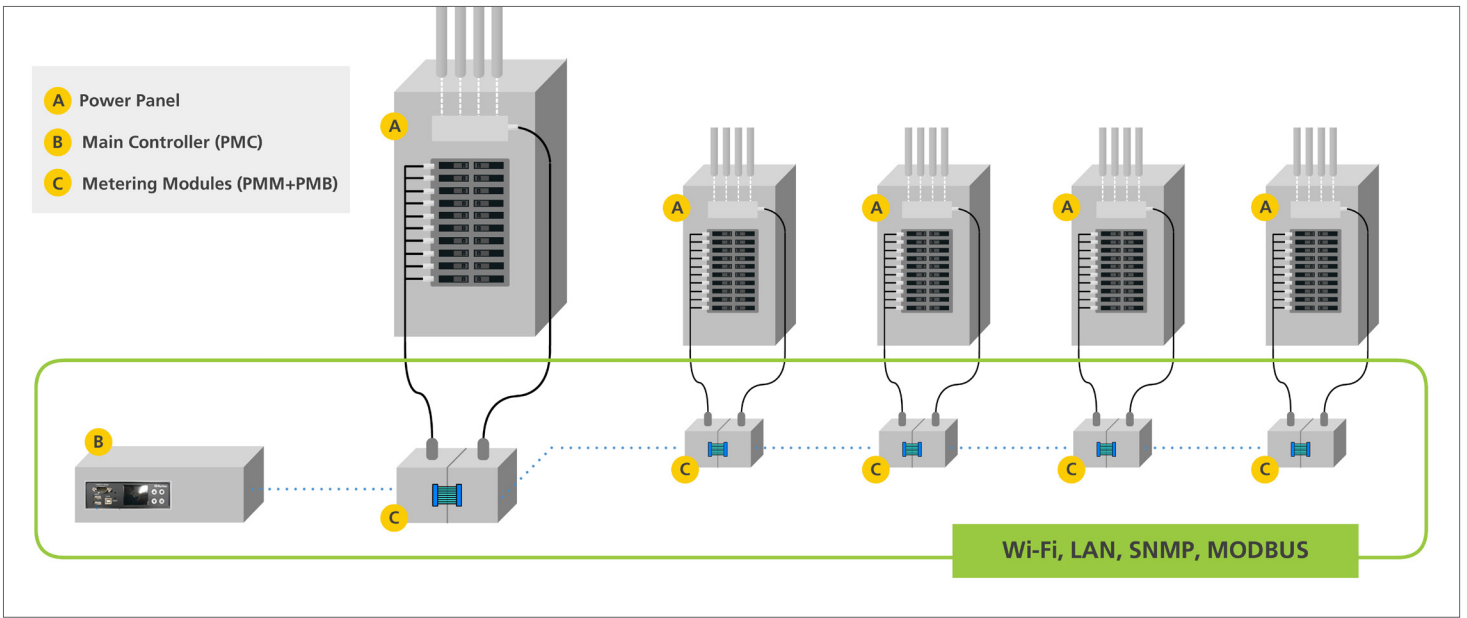 A Power Panel
B Main Controller (PMC)
C Metering Modules (PMM+PMB)
A
A
A
A
A
B
C
C
C
C
C
Wi-Fi, LAN, SNMP, MODBUS